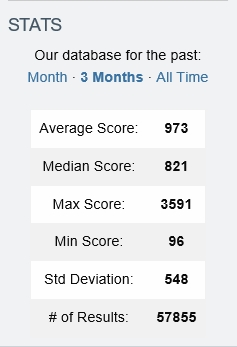 STATS
Our database for the past:
Month · 3 Months · All Time
Average Score: 973
Median Score: 821
Max Score: 3591
Min Score: 96
Std Deviation: 548
# of Results: 57855